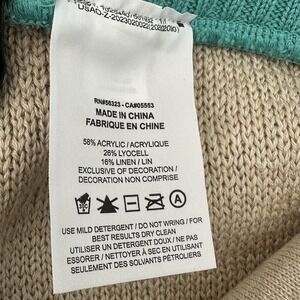 RN#56323 - CA#05553
MADE IN CHINA
FABRIQUE EN CHINE
58% ACRYLIC / ACRYLIQUE
26% LYOCELL
16% LINEN / LIN
EXCLUSIVE OF DECORATION /
DECORATION NON COMPRISE
A
USE MILD DETERGENT / DO NOT WRING / FOR
BEST RESULTS DRY CLEAN
UTILISER UN DETERGENT DOUX / NE PAS
ESSORER / NETTOYER À SEC EN UTILISANT
SEULEMENT DES SOLVANTS PÉTROLIERS